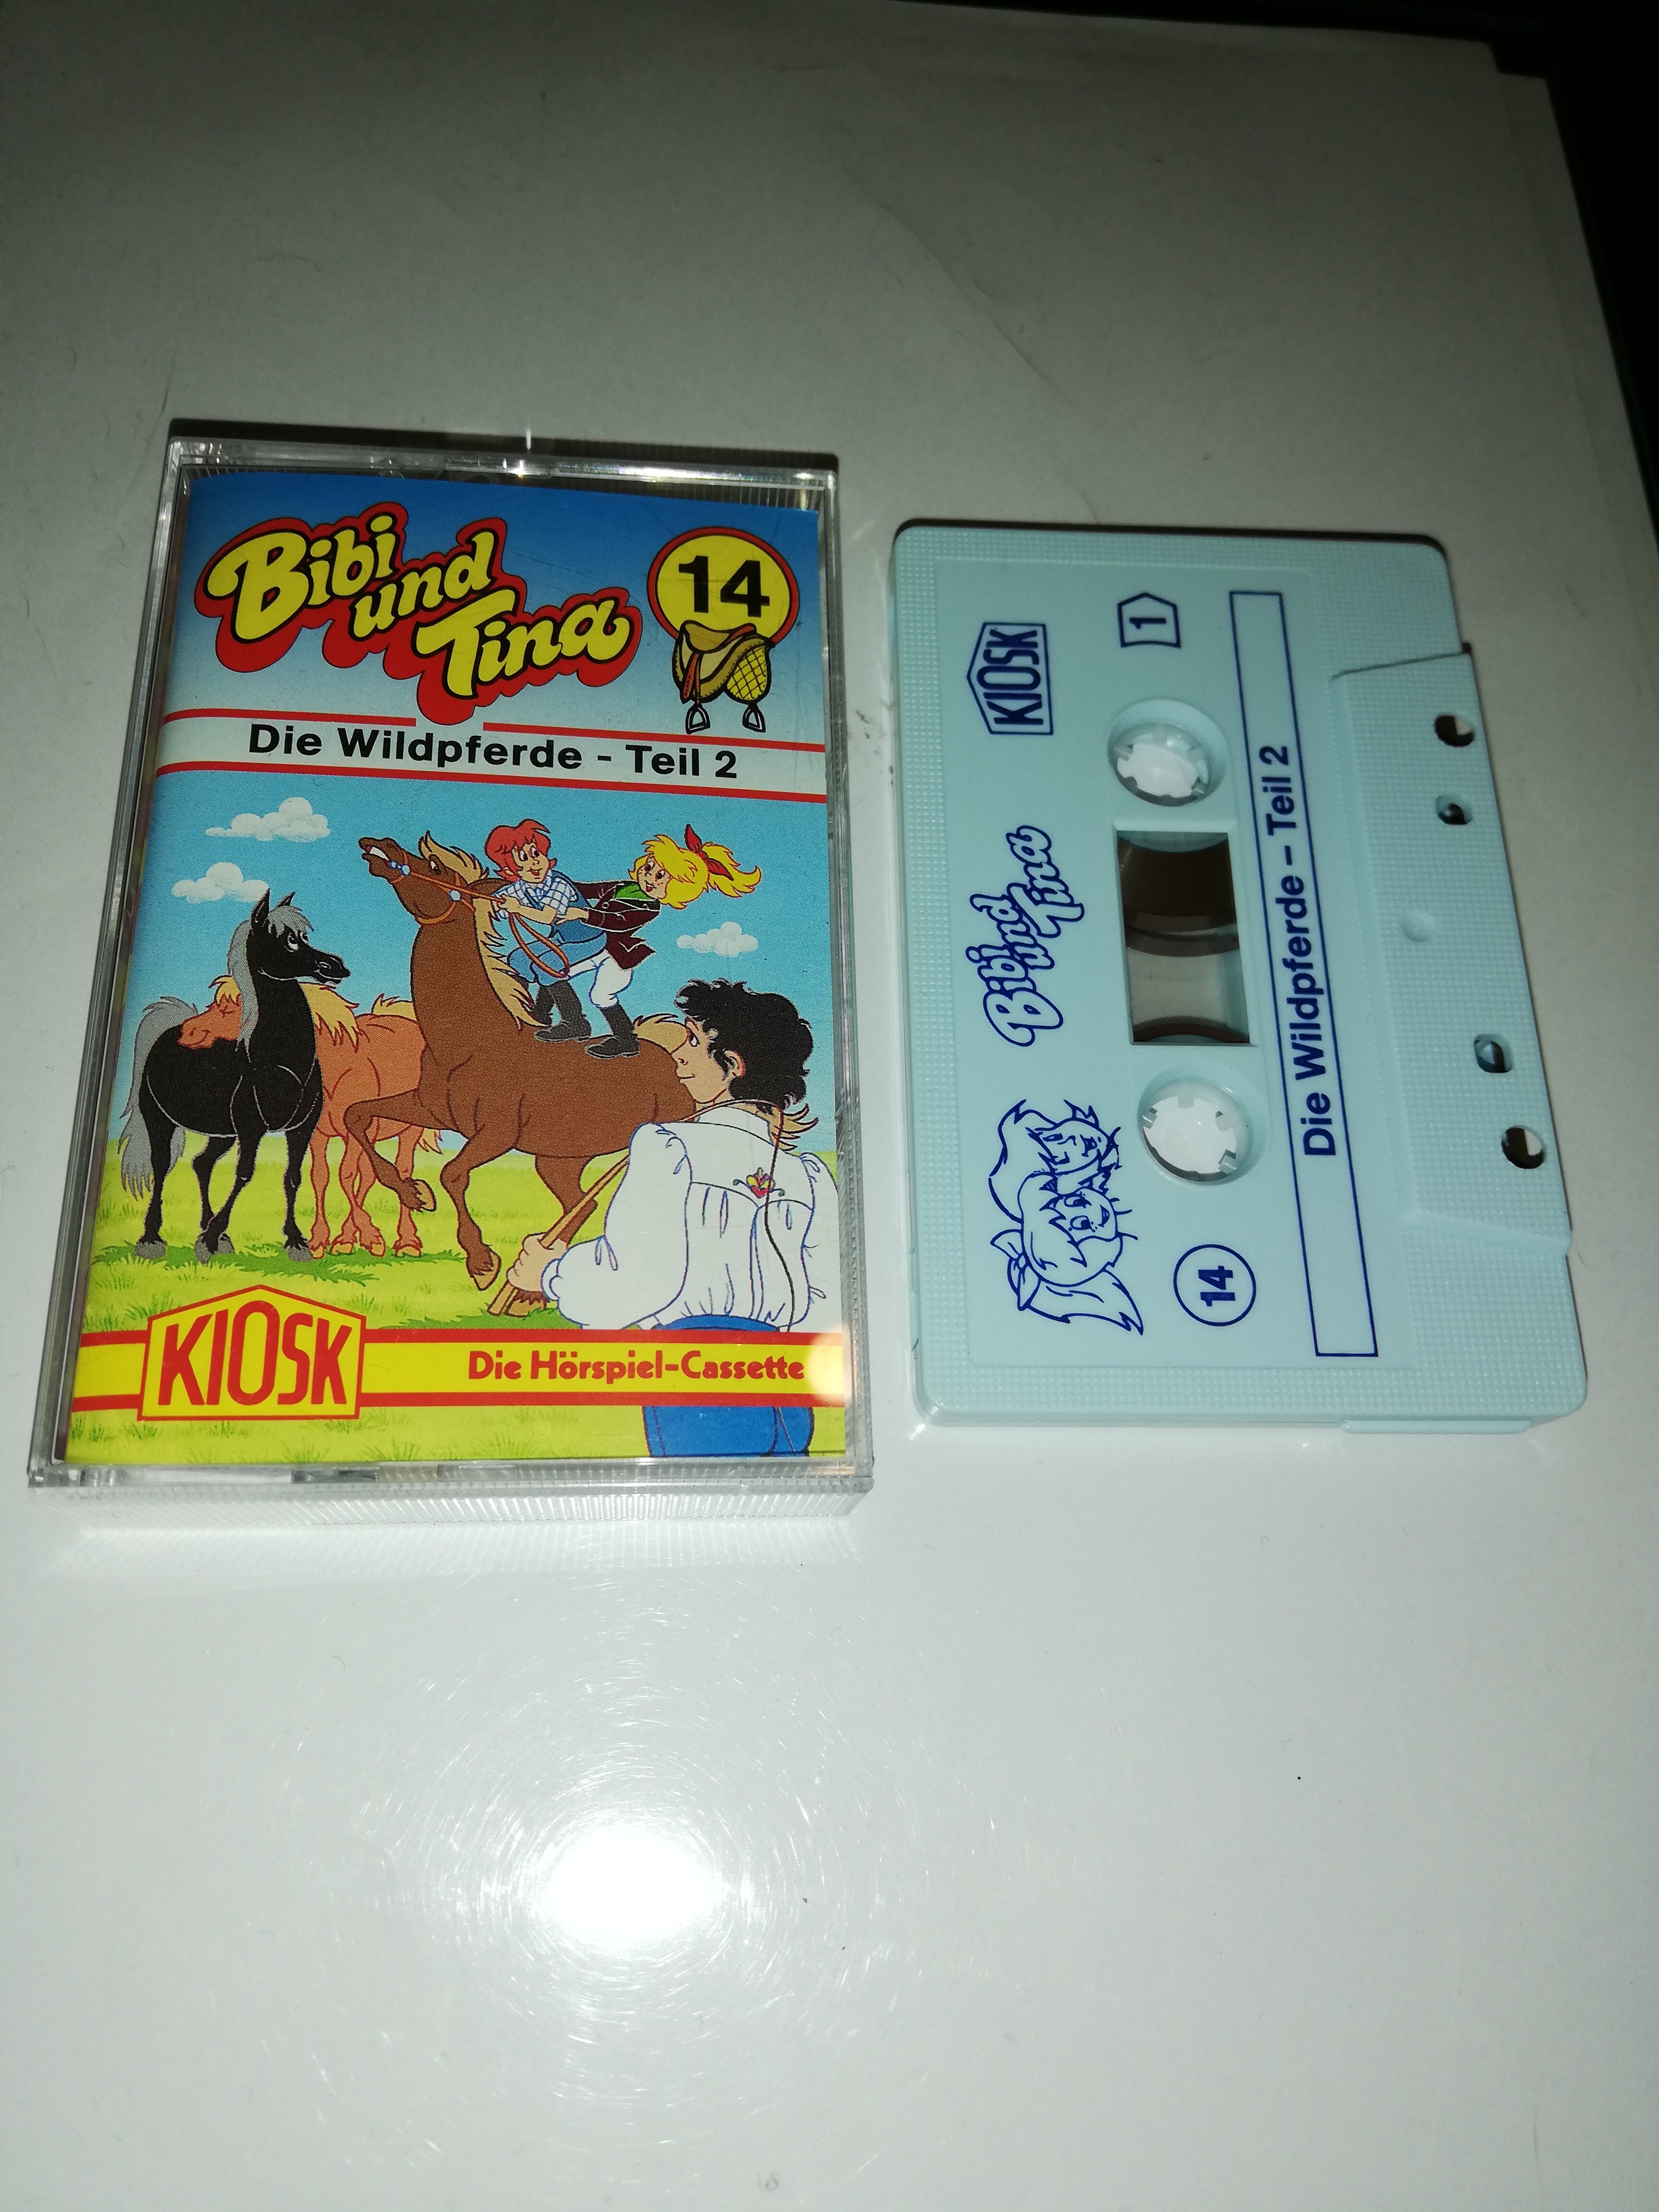 Bibi
und
Tina
14
Die Wildpferde - Teil 2
KIOSK
Die Hörspiel-Cassette
KIOSK
1
Bibi
und
Tina
14
Die Wildpferde – Teil 2